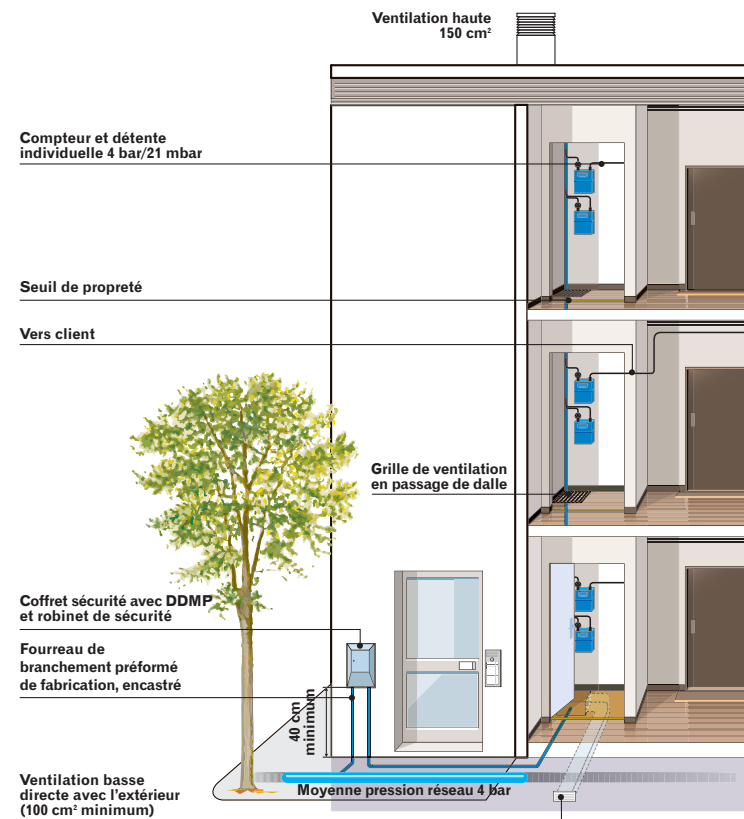 Ventilation haute
150 cm²
Compteur et détente
individuelle 4 bar/21 mbar
Seuil de propreté
Vers client
Grille de ventilation
en passage de dalle
Coffret sécurité avec DDMP
et robinet de sécurité
Fourreau de
branchement préformé
de fabrication, encastré
40 cm
minimum
Ventilation basse
directe avec l'extérieur
(100 cm² minimum)
Moyenne pression réseau 4 bar